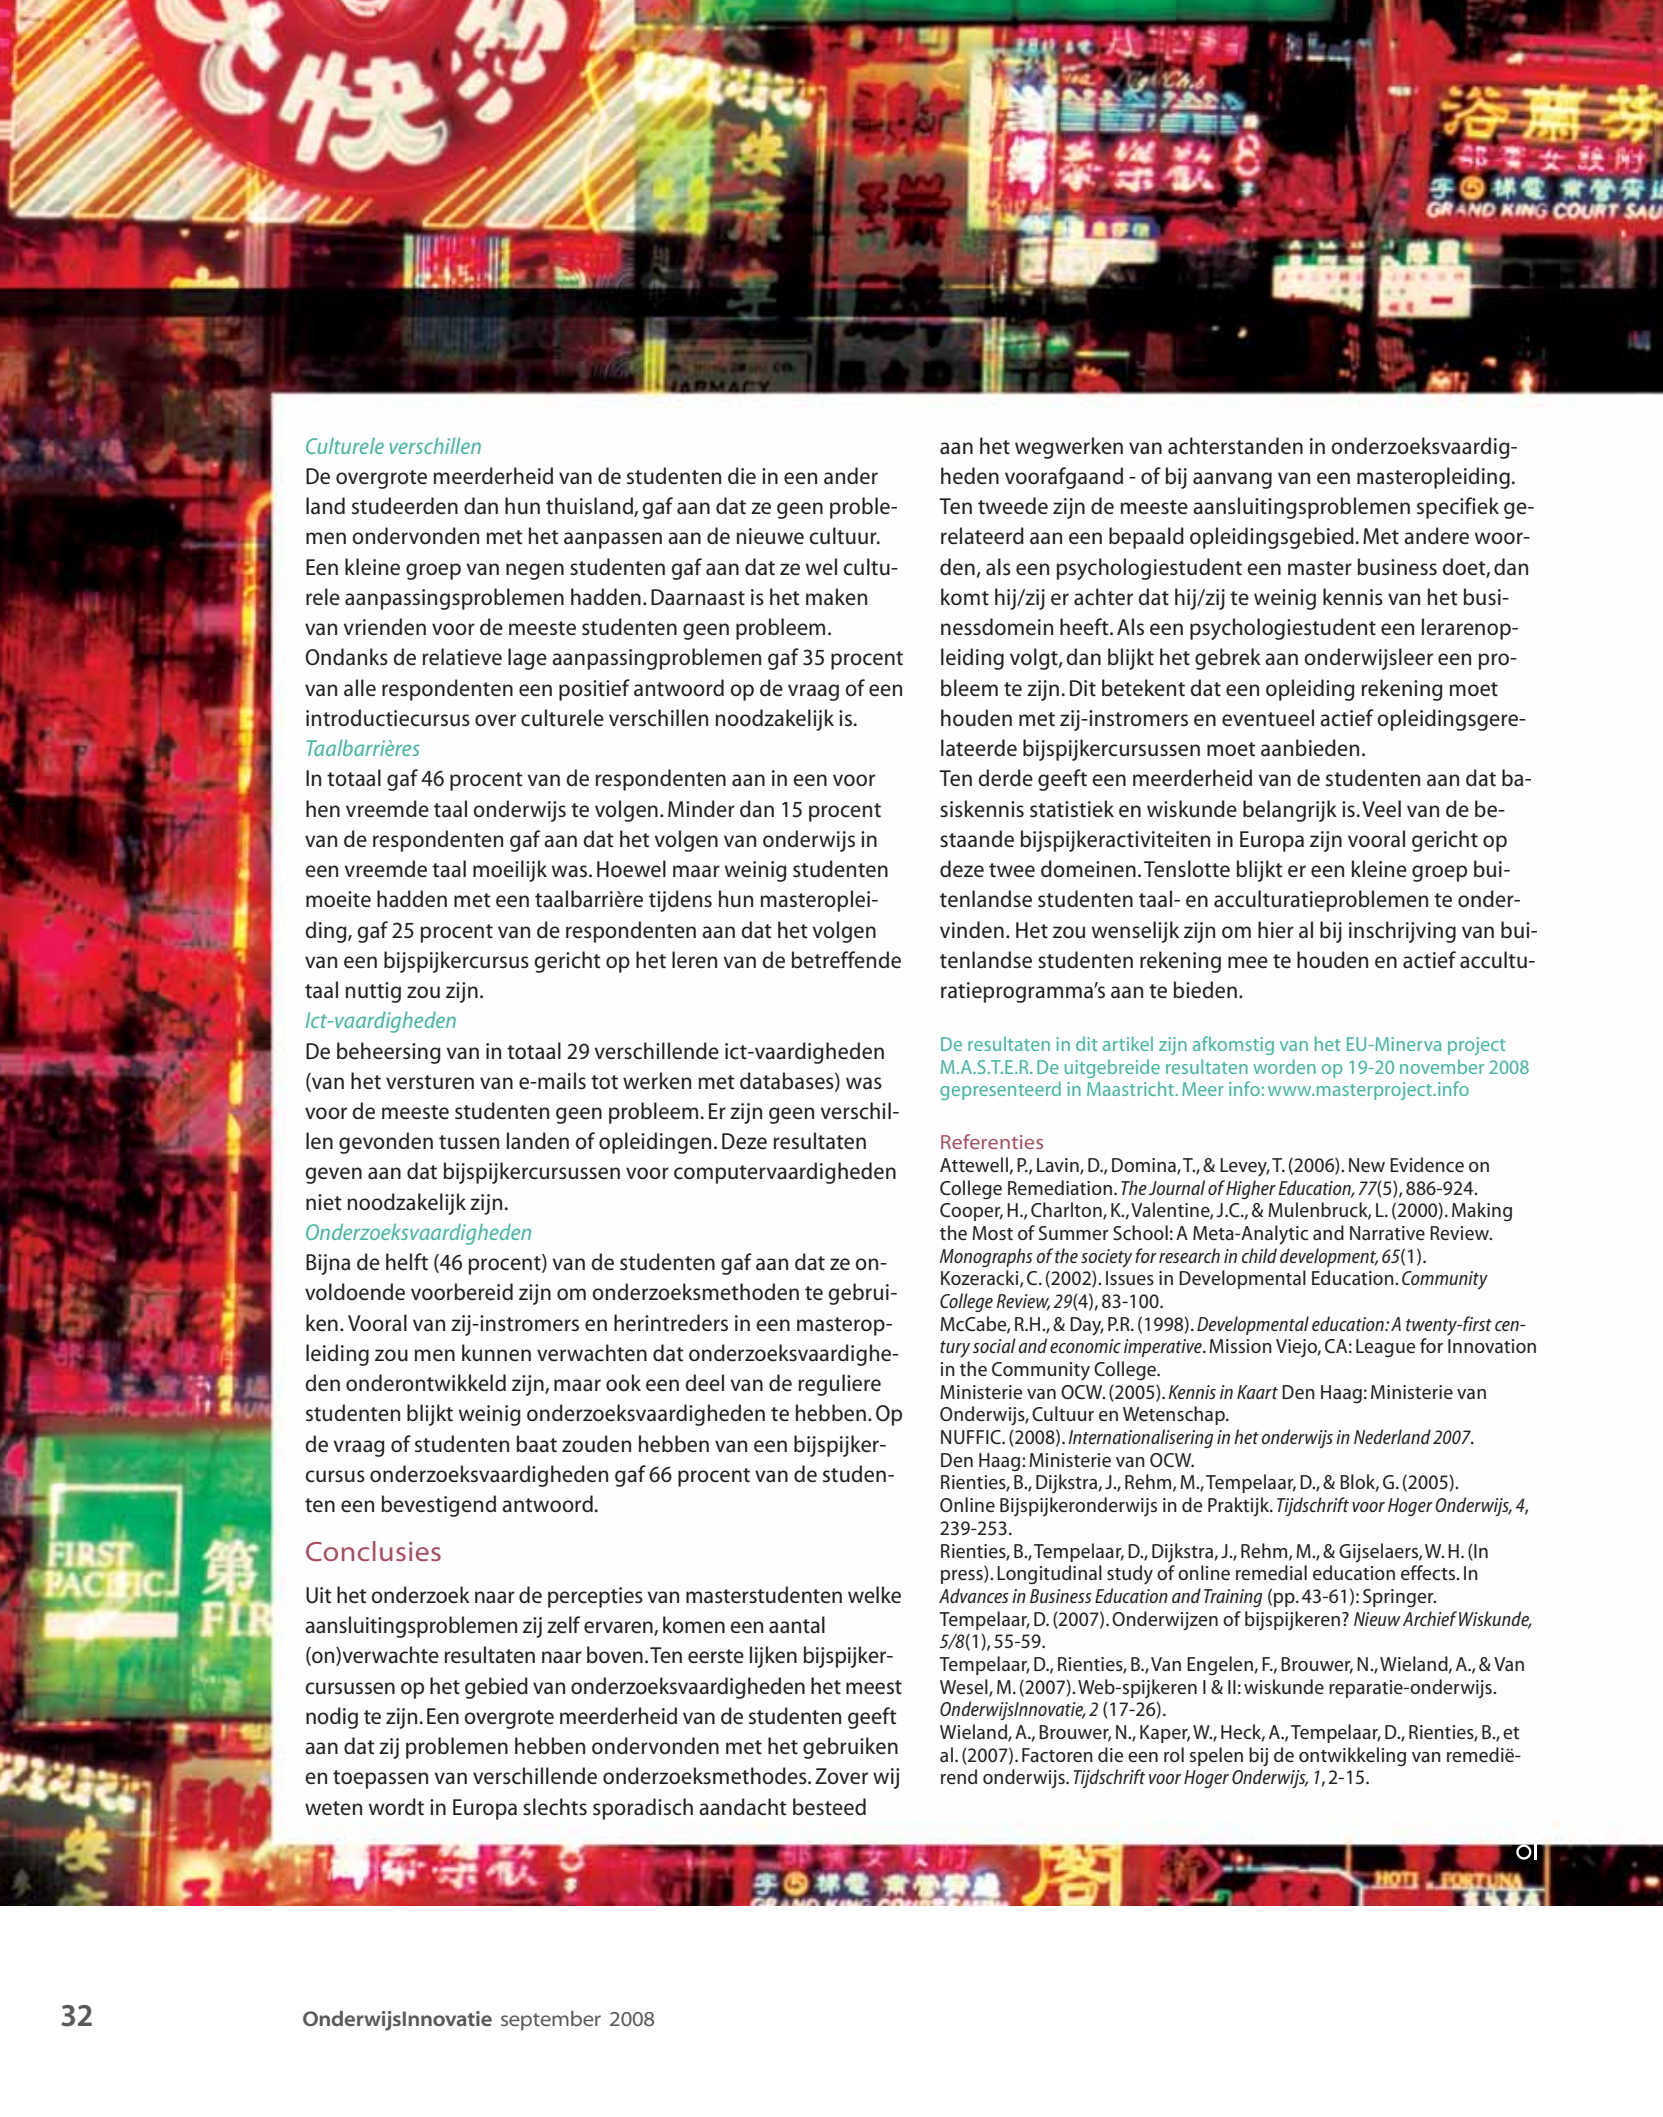 快
浴蘭芬
GRAND KING COURT SAU
ARMACY
Culturele verschillen
De overgrote meerderheid van de studenten die in een ander
land studeerden dan hun thuisland, gaf aan dat ze geen proble-
men ondervonden met het aanpassen aan de nieuwe cultuur.
Een kleine groep van negen studenten gaf aan dat ze wel cultu-
rele aanpassingsproblemen hadden. Daarnaast is het maken
van vrienden voor de meeste studenten geen probleem.
Ondanks de relatieve lage aanpassingproblemen gaf 35 procent
van alle respondenten een positief antwoord op de vraag of een
introductiecursus over culturele verschillen noodzakelijk is.
Taalbarrières
In totaal gaf 46 procent van de respondenten aan in een voor
hen vreemde taal onderwijs te volgen. Minder dan 15 procent
van de respondenten gaf aan dat het volgen van onderwijs in
een vreemde taal moeilijk was. Hoewel maar weinig studenten
moeite hadden met een taalbarrière tijdens hun masteroplei-
ding, gaf 25 procent van de respondenten aan dat het volgen
van een bijspijkercursus gericht op het leren van de betreffende
taal nuttig zou zijn.
Ict-vaardigheden
De beheersing van in totaal 29 verschillende ict-vaardigheden
(van het versturen van e-mails tot werken met databases) was
voor de meeste studenten geen probleem. Er zijn geen verschil-
len gevonden tussen landen of opleidingen. Deze resultaten
geven aan dat bijspijkercursussen voor computervaardigheden
niet noodzakelijk zijn.
Onderzoeksvaardigheden
Bijna de helft (46 procent) van de studenten gaf aan dat ze on-
voldoende voorbereid zijn om onderzoeksmethoden te gebrui-
ken. Vooral van zij-instromers en herintreders in een masterop-
leiding zou men kunnen verwachten dat onderzoeksvaardighe-
den onderontwikkeld zijn, maar ook een deel van de reguliere
studenten blijkt weinig onderzoeksvaardigheden te hebben. Op
de vraag of studenten baat zouden hebben van een bijspijker-
cursus onderzoeksvaardigheden gaf 66 procent van de studen-
ten een bevestigend antwoord.
Conclusies
Uit het onderzoek naar de percepties van masterstudenten welke
aansluitingsproblemen zij zelf ervaren, komen een aantal
(on)verwachte resultaten naar boven. Ten eerste lijken bijspijker-
cursussen op het gebied van onderzoeksvaardigheden het meest
nodig te zijn. Een overgrote meerderheid van de studenten geeft
aan dat zij problemen hebben ondervonden met het gebruiken
en toepassen van verschillende onderzoeksmethodes. Zover wij
weten wordt in Europa slechts sporadisch aandacht besteed
aan het wegwerken van achterstanden in onderzoeksvaardig-
heden voorafgaand - of bij aanvang van een masteropleiding.
Ten tweede zijn de meeste aansluitingsproblemen specifiek ge-
relateerd aan een bepaald opleidingsgebied. Met andere woor-
den, als een psychologiestudent een master business doet, dan
komt hij/zij er achter dat hij/zij te weinig kennis van het busi-
nessdomein heeft. Als een psychologiestudent een lerarenop-
leiding volgt, dan blijkt het gebrek aan onderwijsleer een pro-
bleem te zijn. Dit betekent dat een opleiding rekening moet
houden met zij-instromers en eventueel actief opleidingsgere-
lateerde bijspijkercursussen moet aanbieden.
Ten derde geeft een meerderheid van de studenten aan dat ba-
siskennis statistiek en wiskunde belangrijk is. Veel van de be-
staande bijspijkeractiviteiten in Europa zijn vooral gericht op
deze twee domeinen. Tenslotte blijkt er een kleine groep bui-
tenlandse studenten taal- en acculturatieproblemen te onder-
vinden. Het zou wenselijk zijn om hier al bij inschrijving van bui-
tenlandse studenten rekening mee te houden en actief accultu-
ratieprogramma's aan te bieden.
De resultaten in dit artikel zijn afkomstig van het EU-Minerva project
M.A.S.T.E.R. De uitgebreide resultaten worden op 19-20 november 2008
gepresenteerd in Maastricht. Meer info: www.masterproject.info
Referenties
Attewell, P., Lavin, D., Domina, T., & Levey, T. (2006). New Evidence on
College Remediation. The Journal of Higher Education, 77(5), 886-924.
Cooper, H., Charlton, K., Valentine, J.C., & Mulenbruck, L. (2000). Making
the Most of Summer School: A Meta-Analytic and Narrative Review.
Monographs of the society for research in child development, 65(1).
Kozeracki, C. (2002). Issues in Developmental Education. Community
College Review, 29(4), 83-100.
McCabe, R.H., & Day, P.R. (1998). Developmental education: A twenty-first cen-
tury social and economic imperative. Mission Viejo, CA: League for Innovation
in the Community College.
Ministerie van OCW. (2005). Kennis in Kaart Den Haag: Ministerie van
Onderwijs, Cultuur en Wetenschap.
NUFFIC. (2008). Internationalisering in het onderwijs in Nederland 2007.
Den Haag: Ministerie van OCW.
Rienties, B., Dijkstra, J., Rehm, M., Tempelaar, D., & Blok, G. (2005).
Online Bijspijkeronderwijs in de Praktijk. Tijdschrift voor Hoger Onderwijs, 4,
239-253.
Rienties, B., Tempelaar, D., Dijkstra, J., Rehm, M., & Gijselaers, W. H. (In
press). Longitudinal study of online remedial education effects. In
Advances in Business Education and Training (pp. 43-61): Springer.
Tempelaar, D. (2007). Onderwijzen of bijspijkeren? Nieuw Archief Wiskunde,
5/8(1), 55-59.
Tempelaar, D., Rienties, B., Van Engelen, F., Brouwer, N., Wieland, A., & Van
Wesel, M. (2007). Web-spijkeren I & II: wiskunde reparatie-onderwijs.
OnderwijsInnovatie, 2 (17-26).
Wieland, A., Brouwer, N., Kaper, W., Heck, A., Tempelaar, D., Rienties, B., et
al. (2007). Factoren die een rol spelen bij de ontwikkeling van remedië-
rend onderwijs. Tijdschrift voor Hoger Onderwijs, 1, 2-15.
FIRST
PACIFIC
第
FIR
OI
HOTI FORTUNA
32
OnderwijsInnovatie september 2008